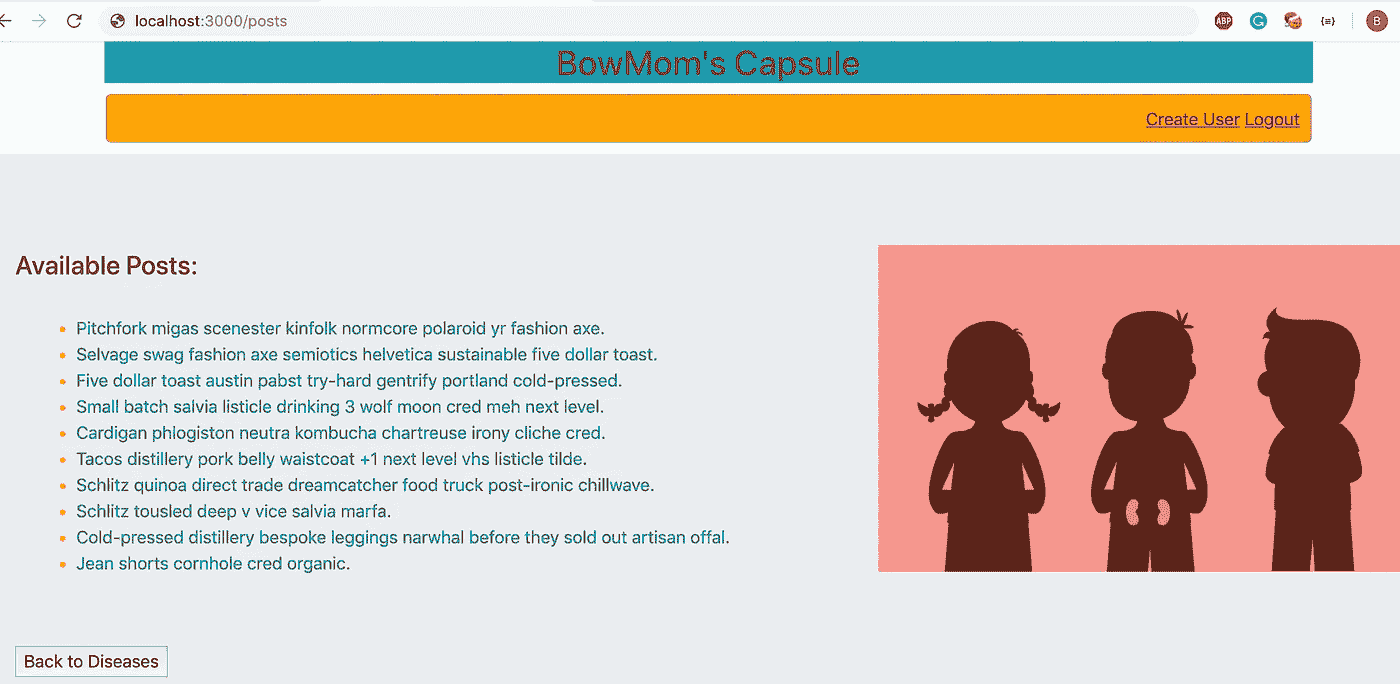 localhost:3000/posts
ABP
B
BowMom's Capsule
Create User Logout
Available Posts:
Pitchfork migas scenester kinfolk normcore polaroid yr fashion axe.
Selvage swag fashion axe semiotics helvetica sustainable five dollar toast.
Five dollar toast austin pabst try-hard gentrify portland cold-pressed.
Small batch salvia listicle drinking 3 wolf moon cred meh next level.
Cardigan phlogiston neutra kombucha chartreuse irony cliche cred.
Tacos distillery pork belly waistcoat +1 next level vhs listicle tilde.
Schlitz quinoa direct trade dreamcatcher food truck post-ironic chillwave.
Schlitz tousled deep v vice salvia marfa.
Cold-pressed distillery bespoke leggings narwhal before they sold out artisan offal.
Jean shorts cornhole cred organic.
Back to Diseases